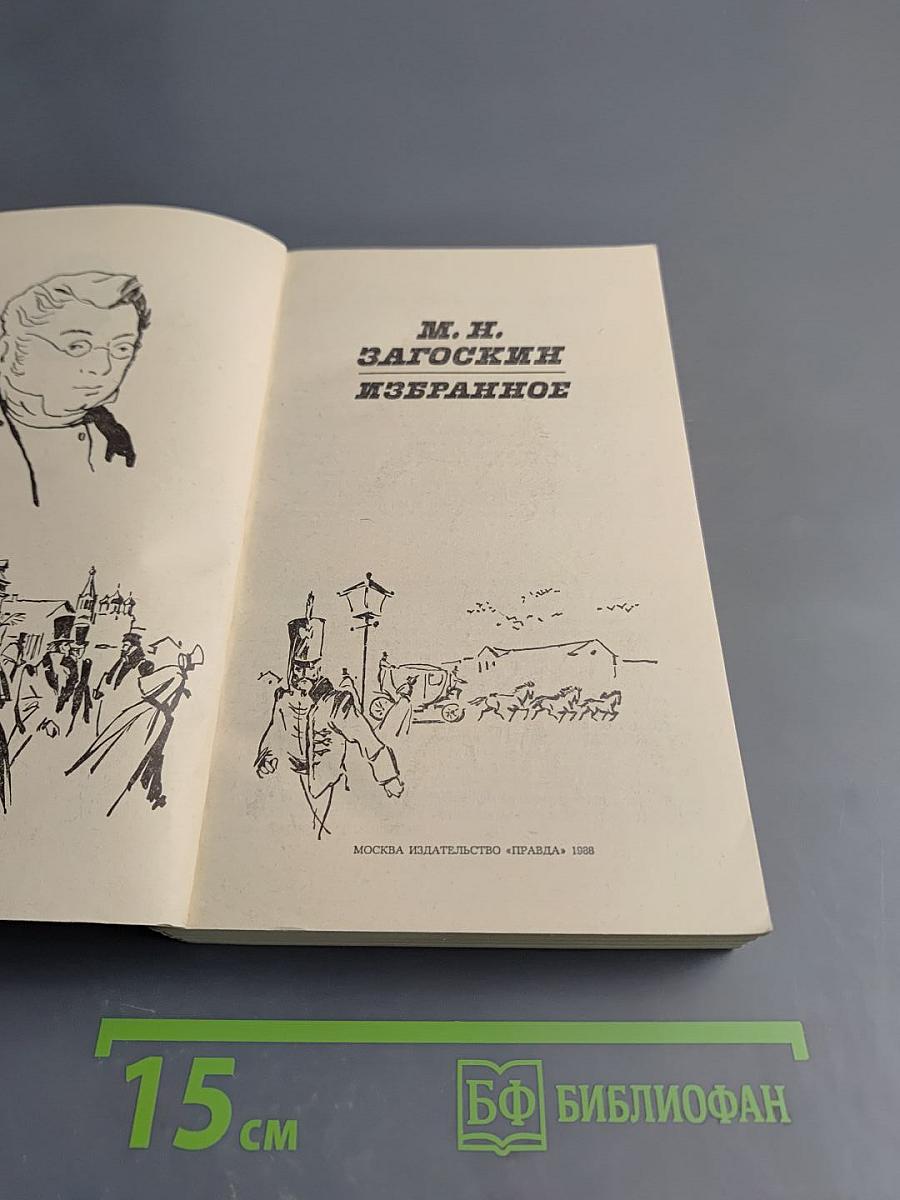 М. Н.
ЗАГОСКИН
ИЗБРАННОЕ
МОСКВА ИЗДАТЕЛЬСТВО «ПРАВДА» 1988
15 см
БФ БИБЛИОФАН